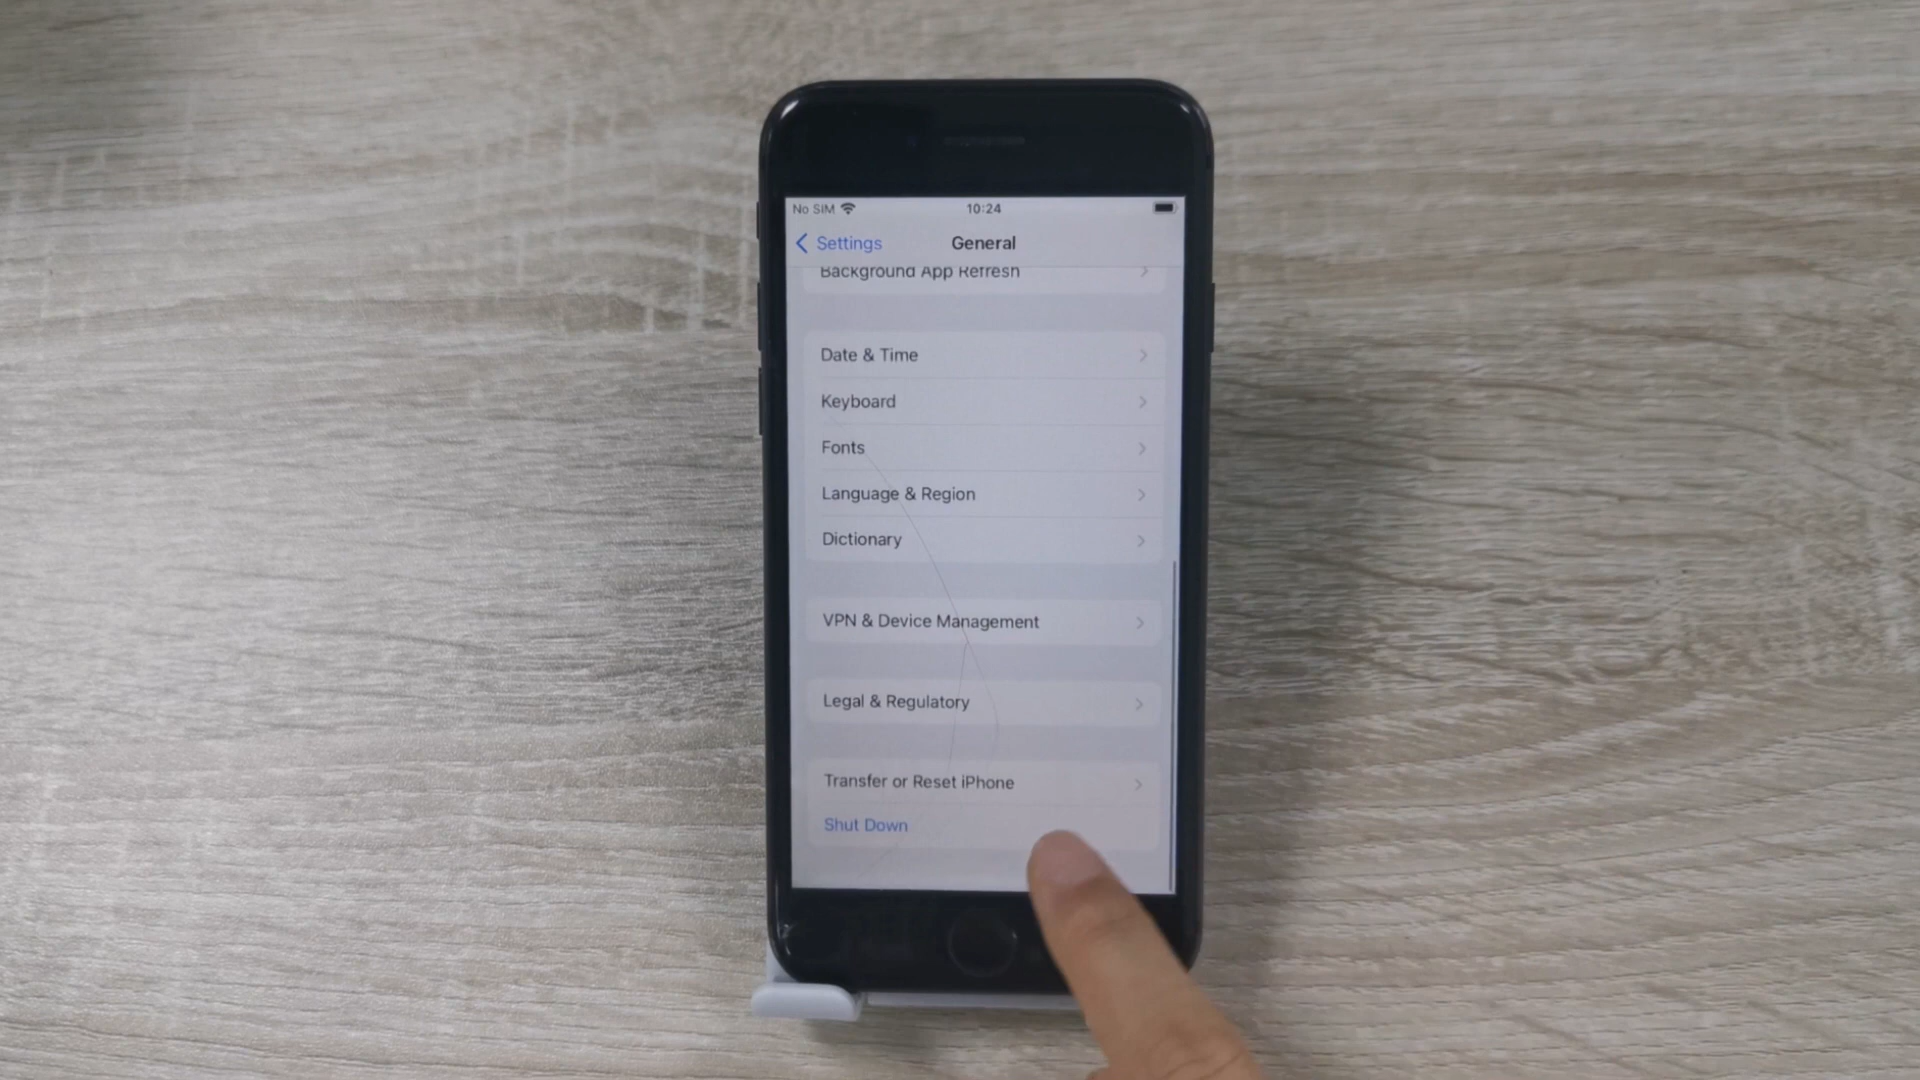 No SIM 10:24
Settings General
Background App Refresh
Date & Time
Keyboard
Fonts
Language & Region
Dictionary
VPN & Device Management
Legal & Regulatory
Transfer or Reset iPhone
Shut Down